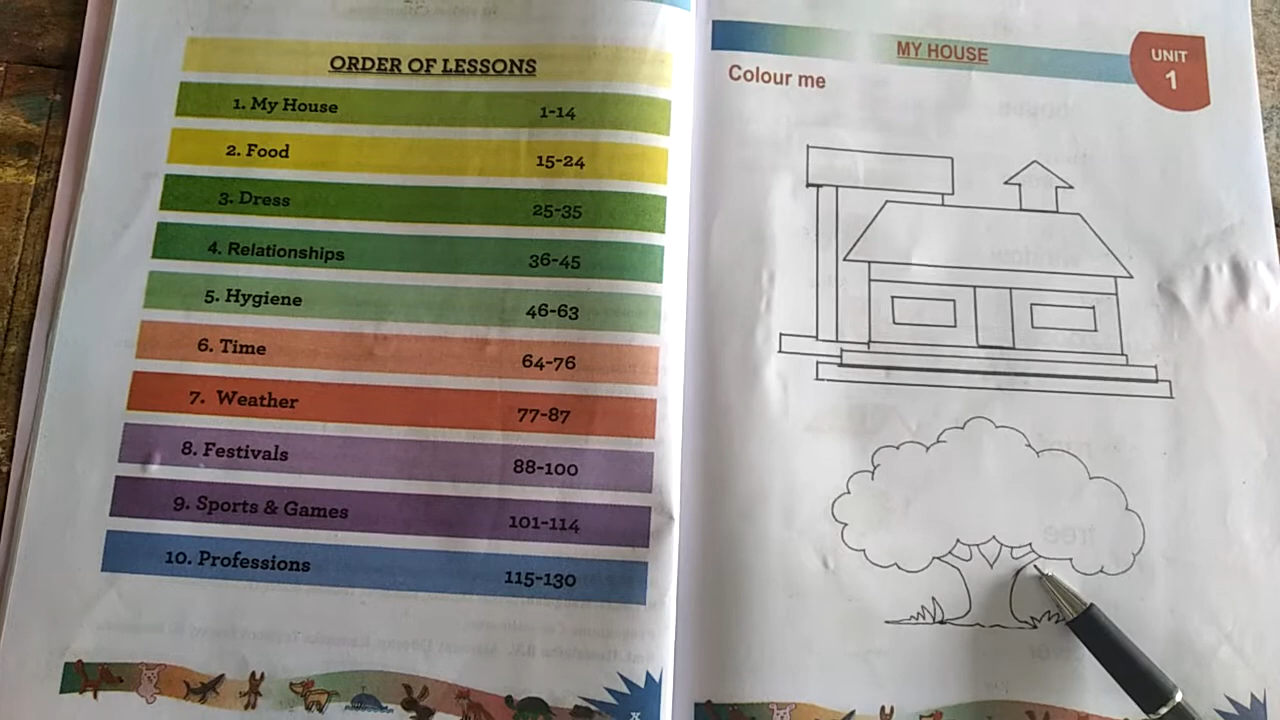 ORDER OF LESSONS
1. My House 1-14
2. Food 15-24
3. Dress 25-35
4. Relationships 36-45
5. Hygiene 46-63
6. Time 64-76
7. Weather 77-87
8. Festivals 88-100
9. Sports & Games 101-114
10. Professions 115-130
x
MY HOUSE
UNIT
1
Colour me